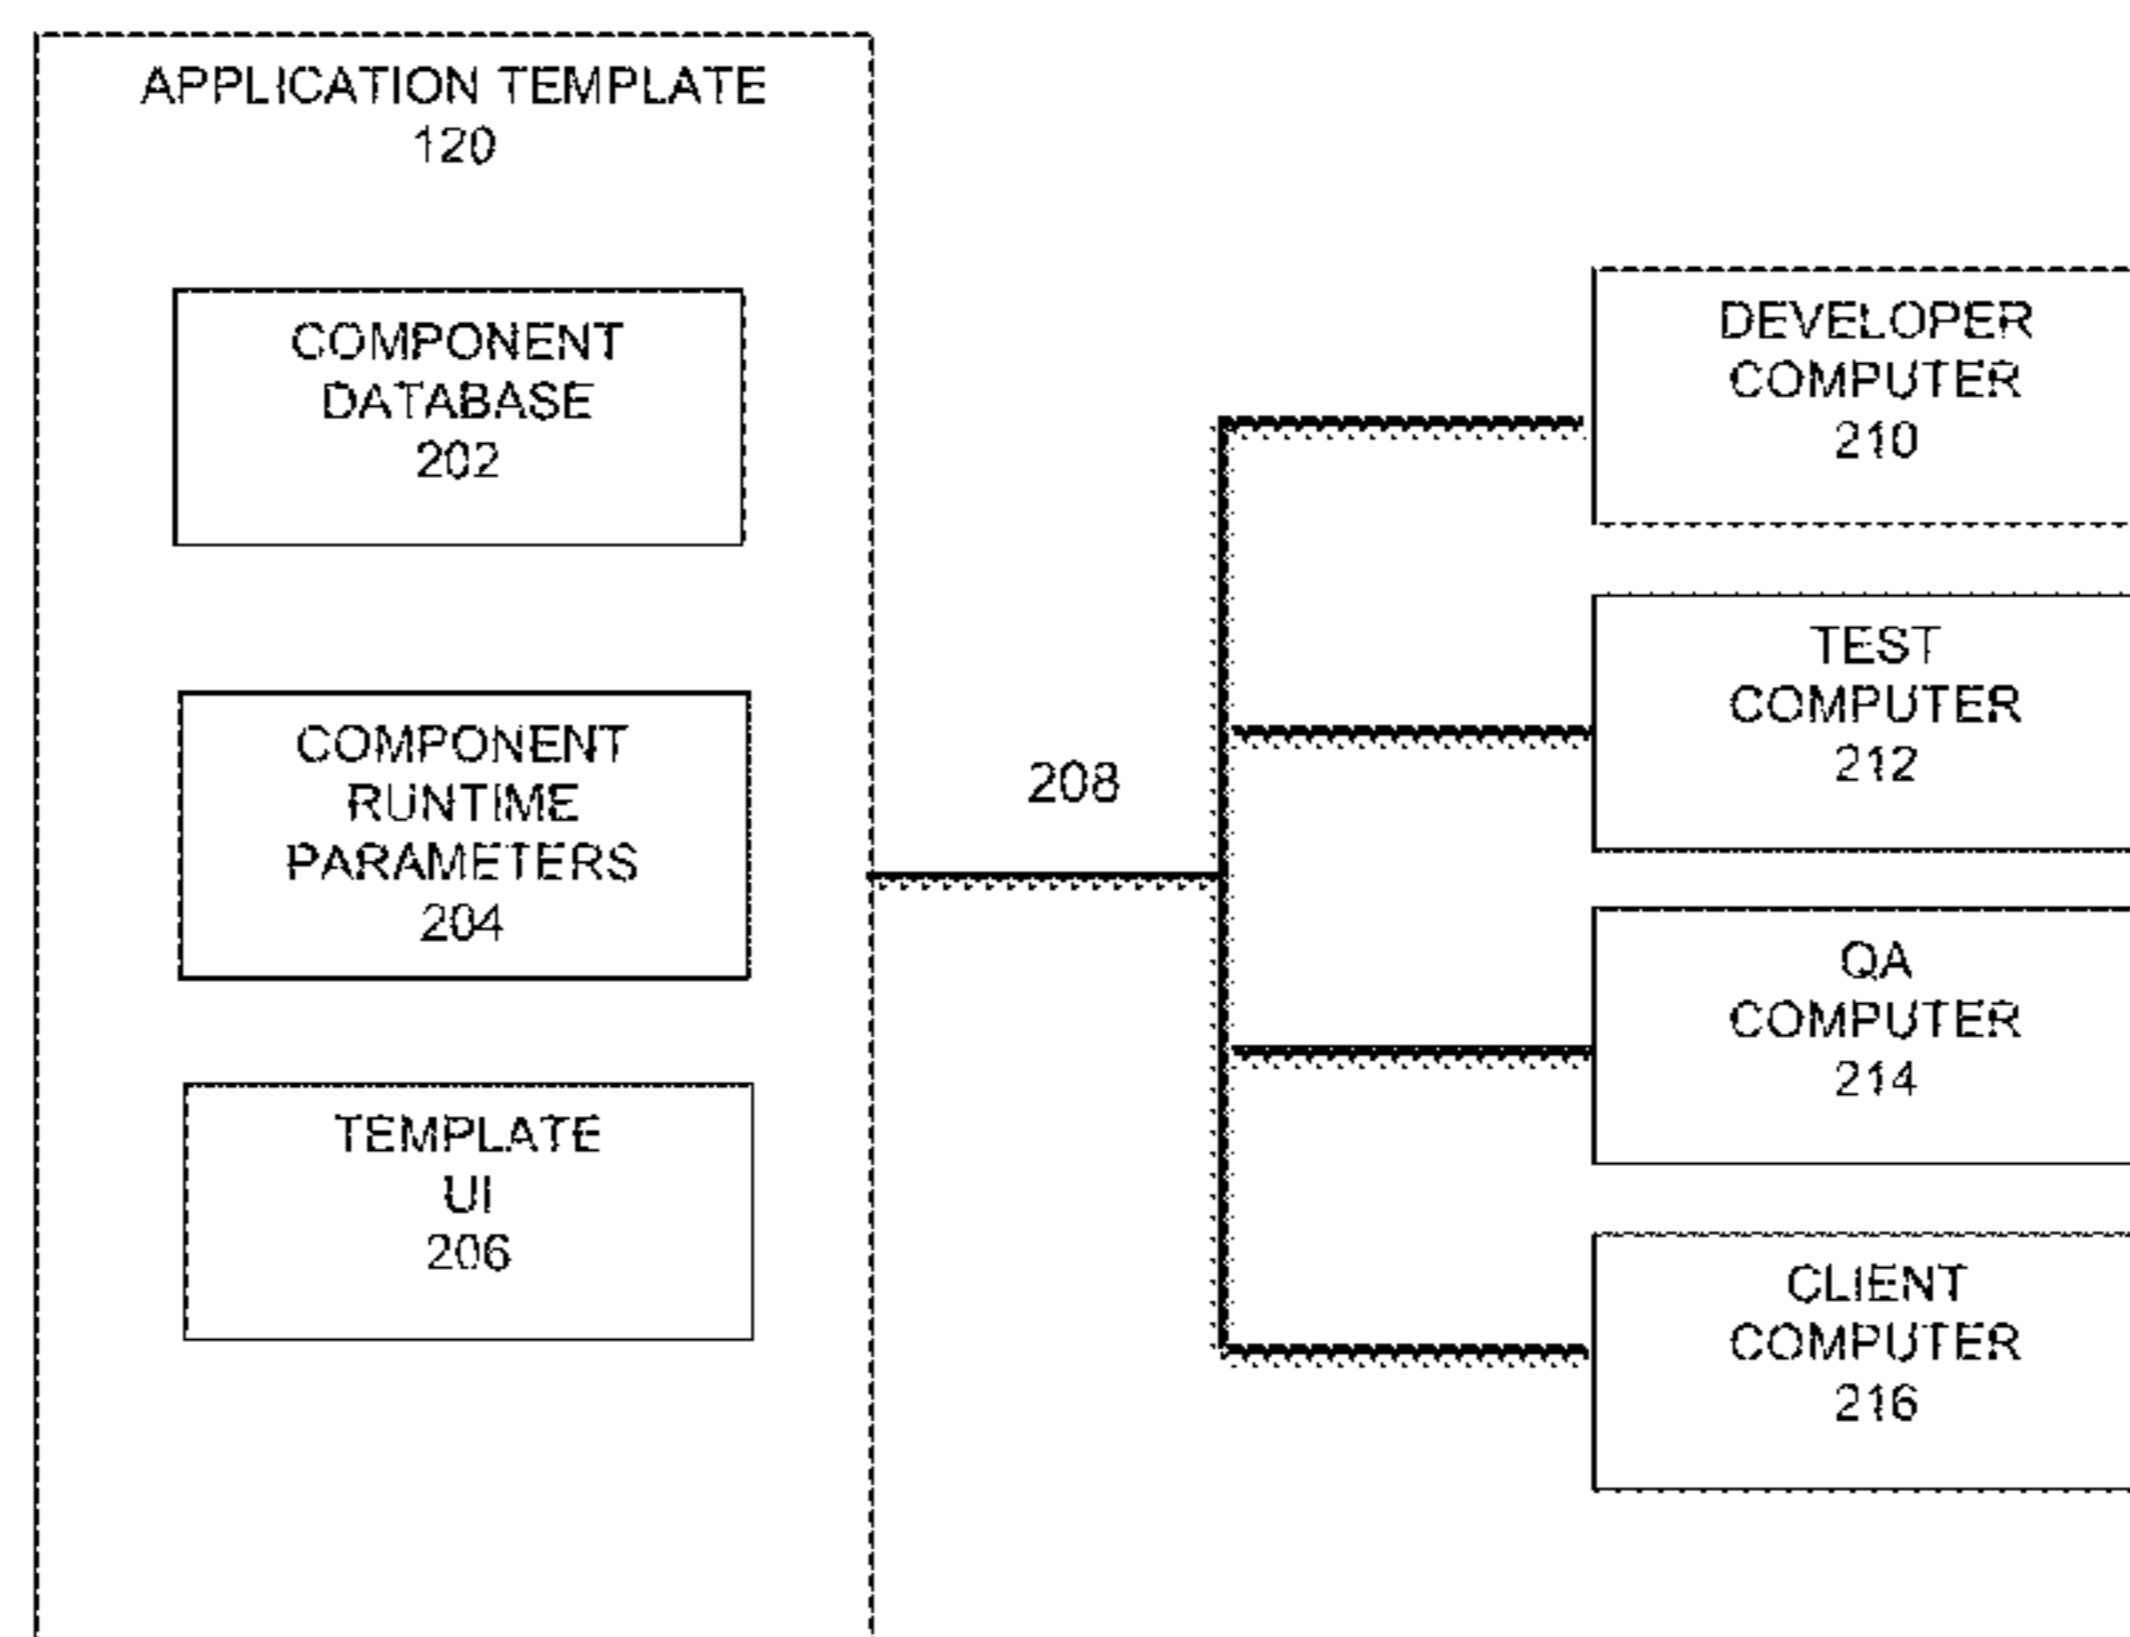 APPLICATION TEMPLATE
120
COMPONENT
DATABASE
202
COMPONENT
RUNTIME
PARAMETERS
204
TEMPLATE
UI
206
208
DEVELOPER
COMPUTER
210
TEST
COMPUTER
212
QA
COMPUTER
214
CLIENT
COMPUTER
216